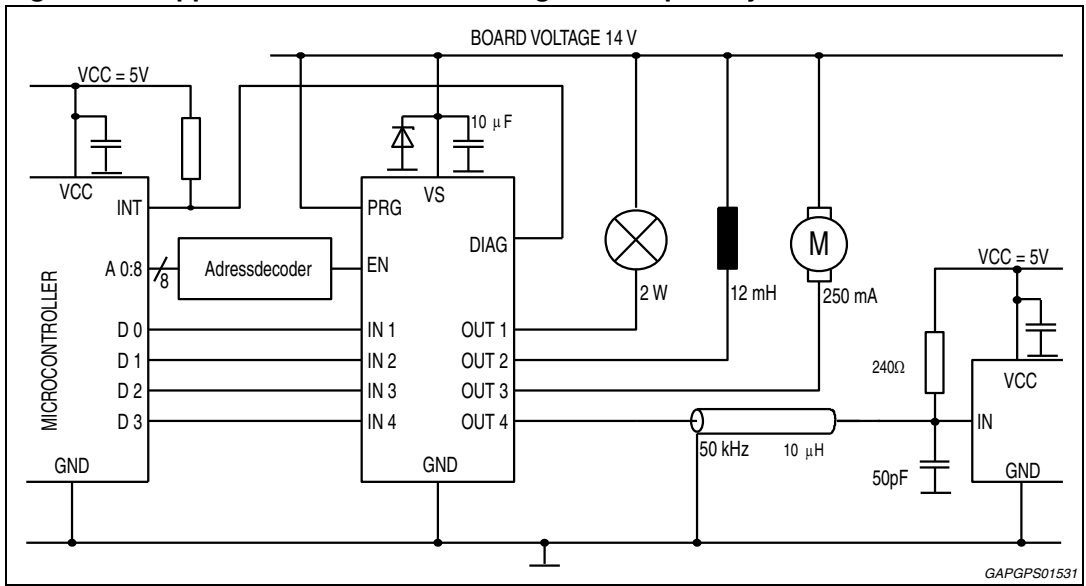 BOARD VOLTAGE 14 V
VCC = 5V
10 μF
VCC
VS
INT
PRG
DIAG
A 0:8
8
Adressdecoder
EN
MICROCONTROLLER
2 W
12 mH
M
250 mA
VCC = 5V
D 0
IN 1
OUT 1
D 1
IN 2
OUT 2
D 2
IN 3
OUT 3
D 3
IN 4
OUT 4
240Ω
VCC
IN
50 kHz
10 μH
50pF
GND
GND
GND
GAPGPS01531